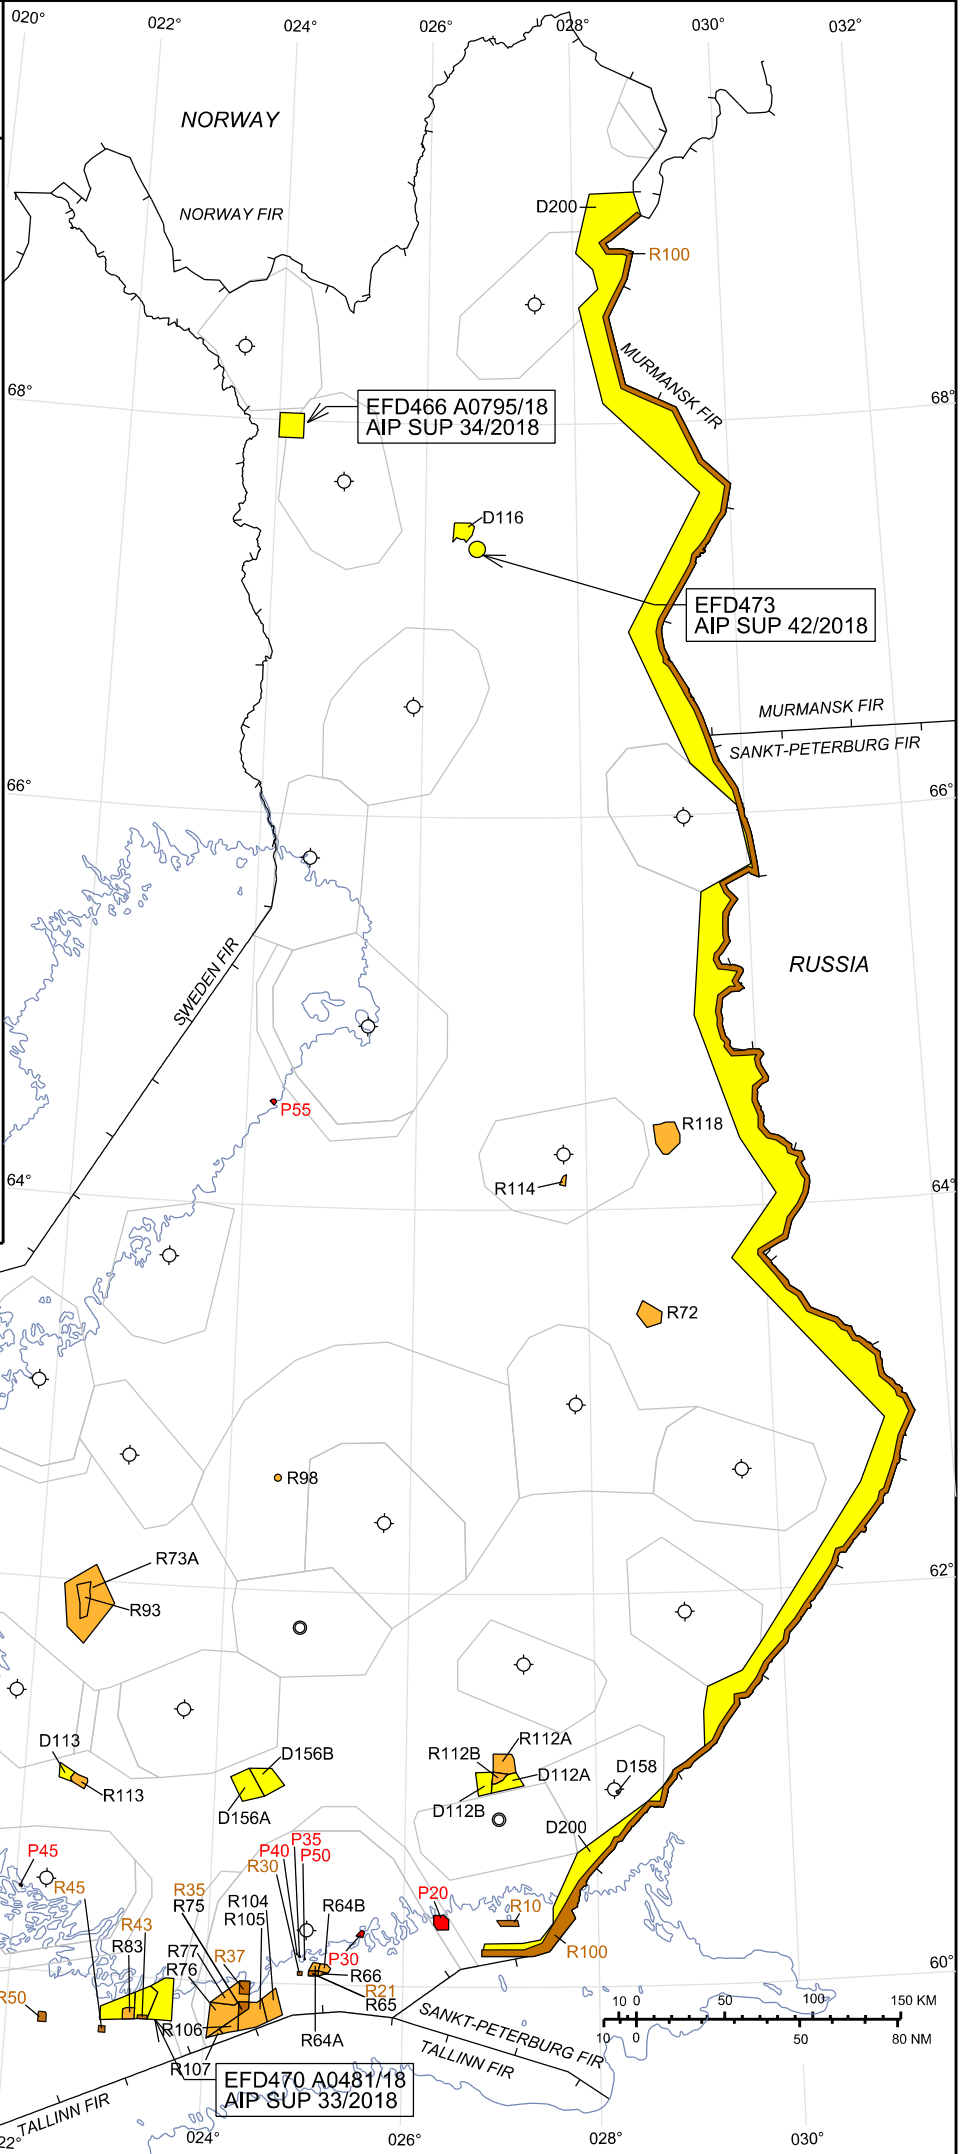 020°
022°
024°
026°
028°
030°
032°
NORWAY
NORWAY FIR
D200
R100
MURMANSK FIR
68°
68°
EFD466 A0795/18
AIP SUP 34/2018
D116
EFD473
AIP SUP 42/2018
MURMANSK FIR
SANKT-PETERBURG FIR
66°
66°
SWEDEN FIR
RUSSIA
P55
R118
R114
64°
64°
R72
R98
R73A
R93
62°
D113
R113
D156B
D156A
R112A
R112B
D112A
D112B
D158
D200
P45
R45
R43
R83
R35
R75
R77
R76
R37
R104
R105
R30
P40
P35
P50
R64B
P20
R10
R100
P30
R66
R21
R65
R64A
R50
R106
R107
60°
10 0 50 100 150 KM
10 0 50 80 NM
SANKT-PETERBURG FIR
TALLINN FIR
EFD470 A0481/18
AIP SUP 33/2018
TALLINN FIR
22°
024°
026°
028°
030°